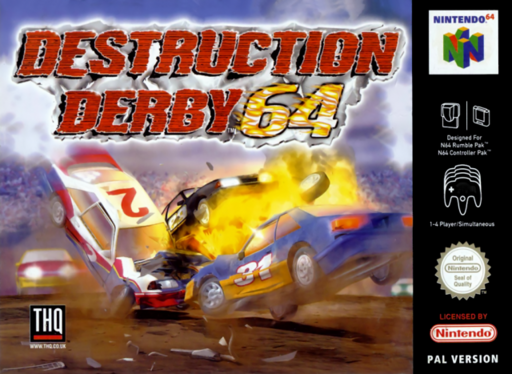 DESTRUCTION
DERBY™ 64
2
31
THQ
WWW.THQ.CO.UK
NINTENDO64
N
Designed For
N64 Rumble Pak™
N64 Controller Pak™
1-4 Player/Simultaneous
Original
Nintendo
Seal of
Quality
LICENSED BY
Nintendo
PAL VERSION